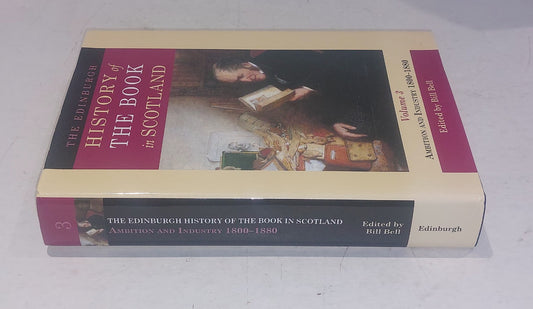 THE EDINBURGH
HISTORY of
THE BOOK
in SCOTLAND
Volume 3
AMBITION AND INDUSTRY 1800–1880
Edited by Bill Bell
3
THE EDINBURGH HISTORY OF THE BOOK IN SCOTLAND
AMBITION AND INDUSTRY 1800–1880
Edited by
Bill Bell
Edinburgh